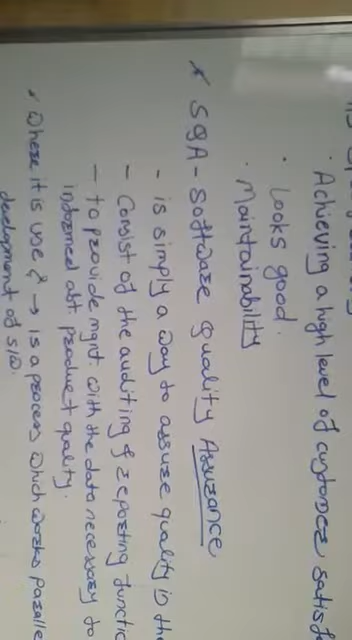 · Achieving a high level of customer satisf
· Looks good.
· Maintainability
* SQA - Software Quality Assurance
- is simply a way to assure quality in the
- Consist of the auditing & reporting functio
- to provide mgnt. with the data necessary to
informed abt. product quality.
* Where it is use? → is a process which works paralle
development of s/w.